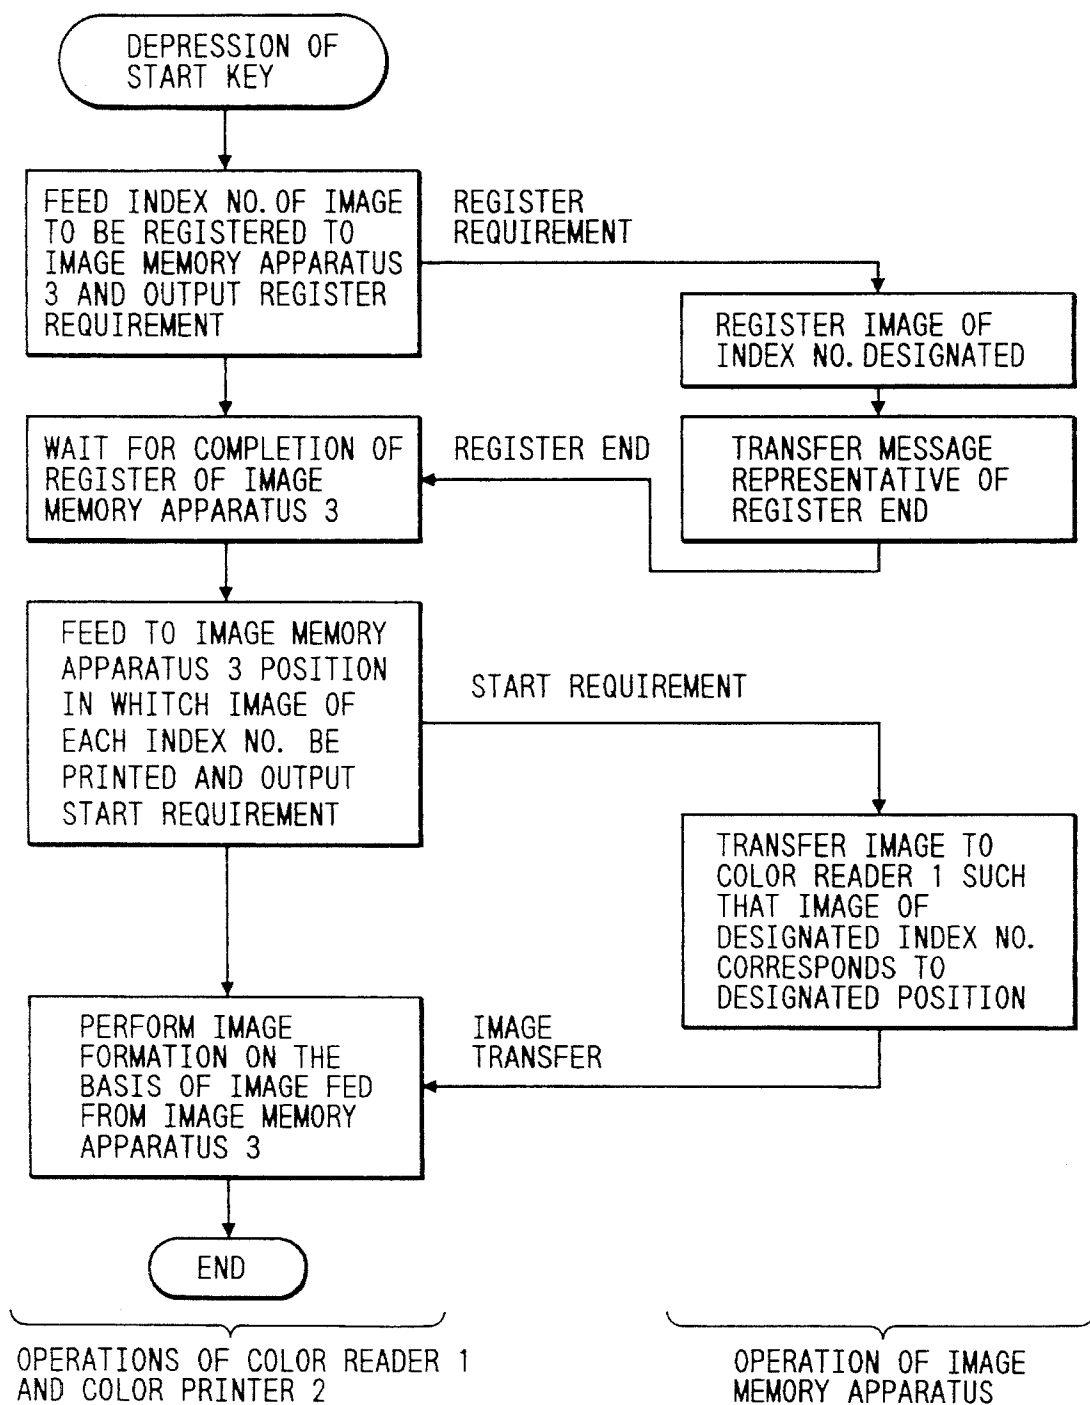 DEPRESSION OF
START KEY
FEED INDEX NO. OF IMAGE
TO BE REGISTERED TO
IMAGE MEMORY APPARATUS
3 AND OUTPUT REGISTER
REQUIREMENT
REGISTER
REQUIREMENT
REGISTER IMAGE OF
INDEX NO. DESIGNATED
WAIT FOR COMPLETION OF
REGISTER OF IMAGE
MEMORY APPARATUS 3
REGISTER END
TRANSFER MESSAGE
REPRESENTATIVE OF
REGISTER END
FEED TO IMAGE MEMORY
APPARATUS 3 POSITION
IN WHITCH IMAGE OF
EACH INDEX NO. BE
PRINTED AND OUTPUT
START REQUIREMENT
START REQUIREMENT
TRANSFER IMAGE TO
COLOR READER 1 SUCH
THAT IMAGE OF
DESIGNATED INDEX NO.
CORRESPONDS TO
DESIGNATED POSITION
PERFORM IMAGE
FORMATION ON THE
BASIS OF IMAGE FED
FROM IMAGE MEMORY
APPARATUS 3
IMAGE
TRANSFER
END
OPERATIONS OF COLOR READER 1
AND COLOR PRINTER 2
OPERATION OF IMAGE
MEMORY APPARATUS